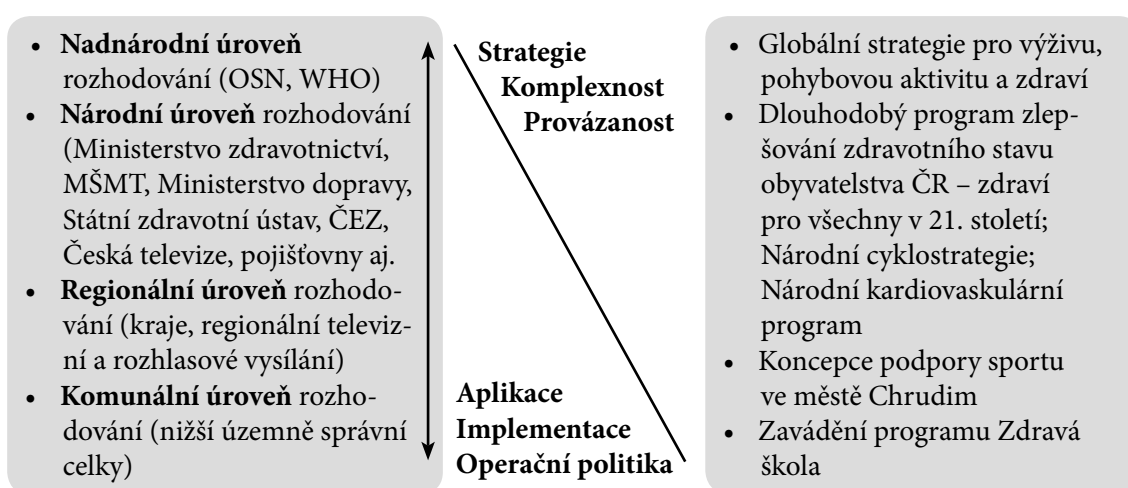 • Nadnárodní úroveň
rozhodování (OSN, WHO)
• Národní úroveň rozhodování
(Ministerstvo zdravotnictví,
MŠMT, Ministerstvo dopravy,
Státní zdravotní ústav, ČEZ,
Česká televize, pojišťovny aj.
• Regionální úroveň rozhodo-
vání (kraje, regionální televiz-
ní a rozhlasové vysílání)
• Komunální úroveň rozho-
dování (nižší územně správní
celky)
Strategie
Komplexnost
Provázanost
Aplikace
Implementace
Operační politika
• Globální strategie pro výživu,
pohybovou aktivitu a zdraví
• Dlouhodobý program zlep-
šování zdravotního stavu
obyvatelstva ČR – zdraví
pro všechny v 21. století;
Národní cyklostrategie;
Národní kardiovaskulární
program
• Koncepce podpory sportu
ve městě Chrudim
• Zavádění programu Zdravá
škola